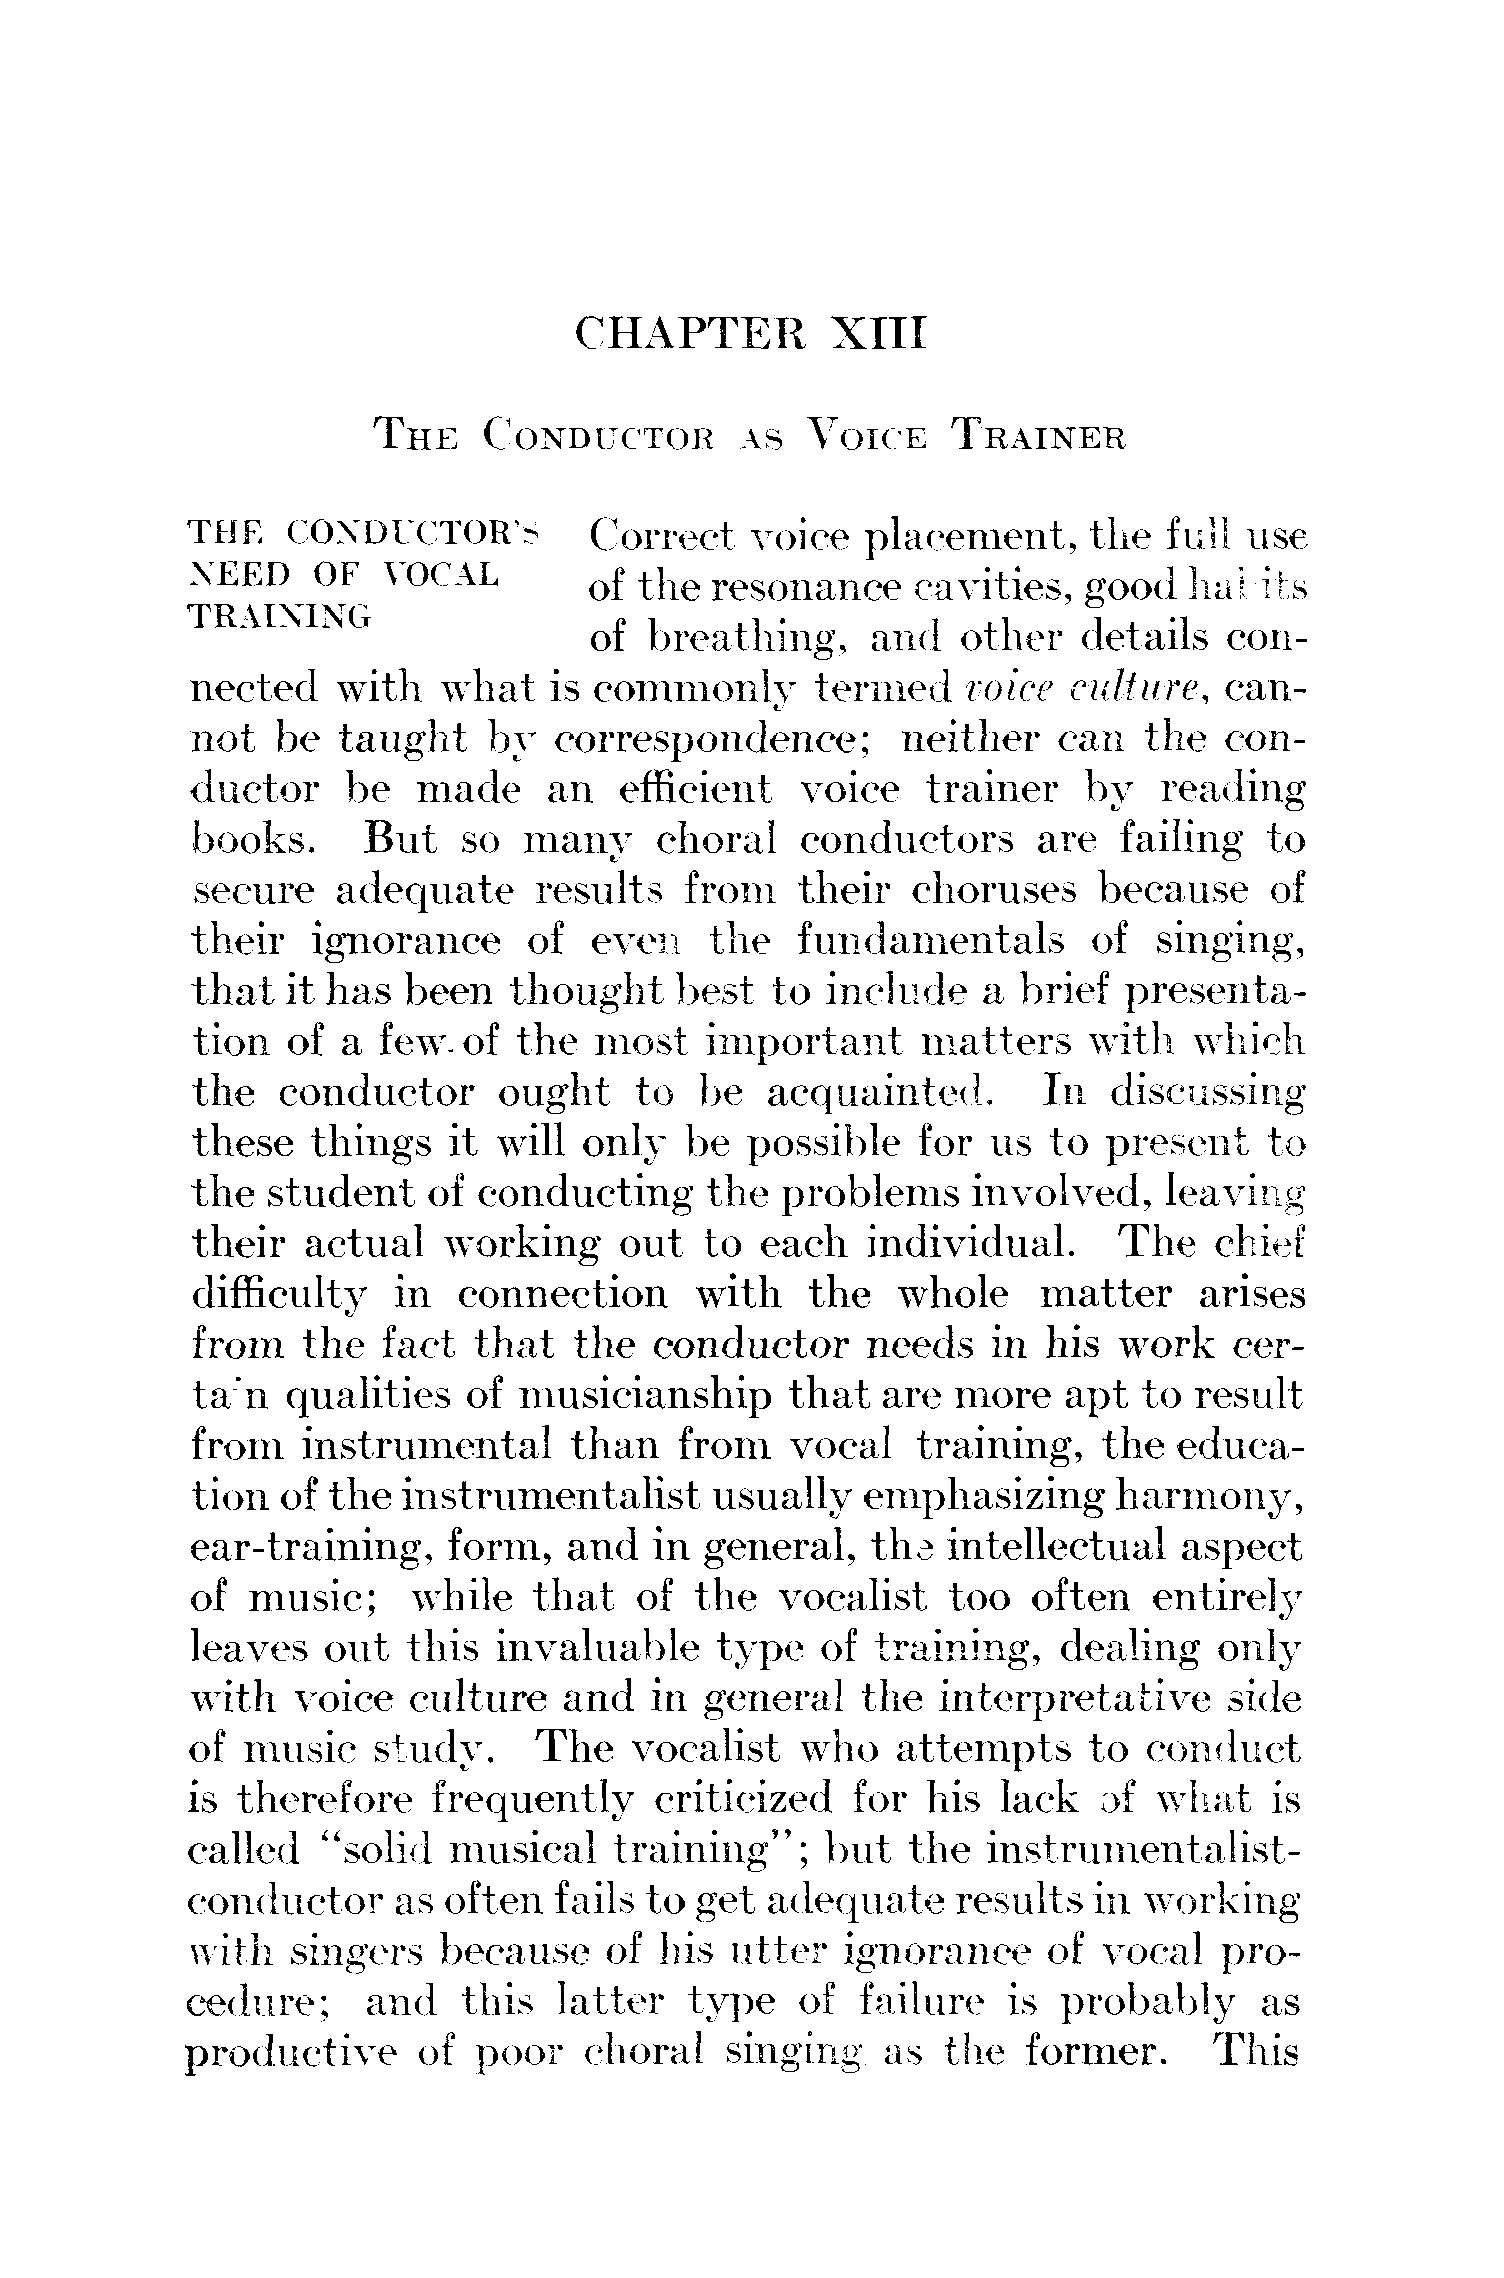 CHAPTER XIII
THE CONDUCTOR AS VOICE TRAINER
THE CONDUCTOR'S
NEED OF VOCAL
TRAINING
Correct voice placement, the full use
of the resonance cavities, good habits
of breathing, and other details con-
nected with what is commonly termed voice culture, can-
not be taught by correspondence; neither can the con-
ductor be made an efficient voice trainer by reading
books. But so many choral conductors are failing to
secure adequate results from their choruses because of
their ignorance of even the fundamentals of singing,
that it has been thought best to include a brief presenta-
tion of a few of the most important matters with which
the conductor ought to be acquainted. In discussing
these things it will only be possible for us to present to
the student of conducting the problems involved, leaving
their actual working out to each individual. The chief
difficulty in connection with the whole matter arises
from the fact that the conductor needs in his work cer-
tain qualities of musicianship that are more apt to result
from instrumental than from vocal training, the educa-
tion of the instrumentalist usually emphasizing harmony,
ear-training, form, and in general, the intellectual aspect
of music; while that of the vocalist too often entirely
leaves out this invaluable type of training, dealing only
with voice culture and in general the interpretative side
of music study. The vocalist who attempts to conduct
is therefore frequently criticized for his lack of what is
called "solid musical training"; but the instrumentalist-
conductor as often fails to get adequate results in working
with singers because of his utter ignorance of vocal pro-
cedure; and this latter type of failure is probably as
productive of poor choral singing as the former. This